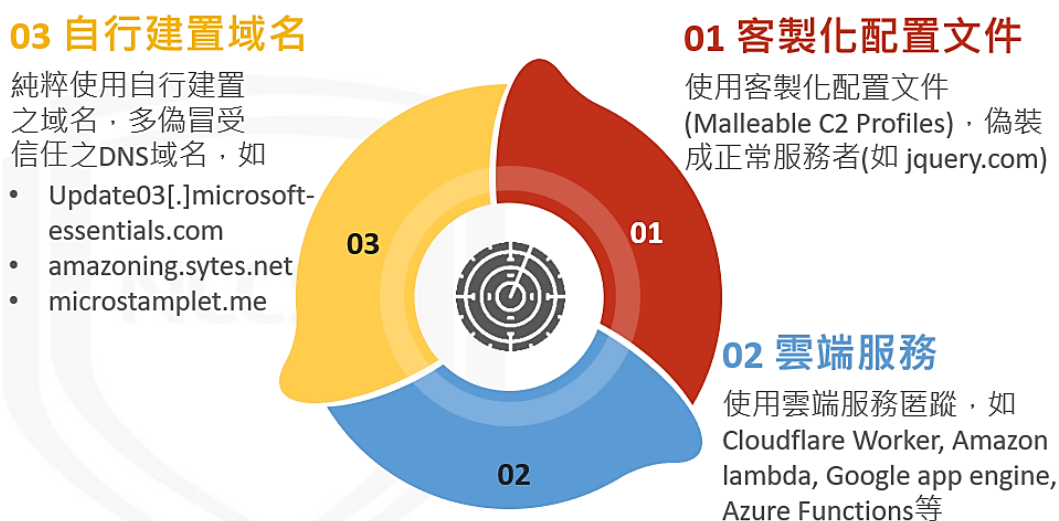 03 自行建置域名
純粹使用自行建置
之域名，多偽冒受
信任之DNS域名，如
• Update03[.]microsoft-
essentials.com
• amazoning.sytes.net
• microstamplet.me
01 客製化配置文件
使用客製化配置文件
(Malleable C2 Profiles)，偽裝
成正常服務者(如 jquery.com)
03
01
02
02 雲端服務
使用雲端服務匿蹤，如
Cloudflare Worker, Amazon
lambda, Google app engine,
Azure Functions等